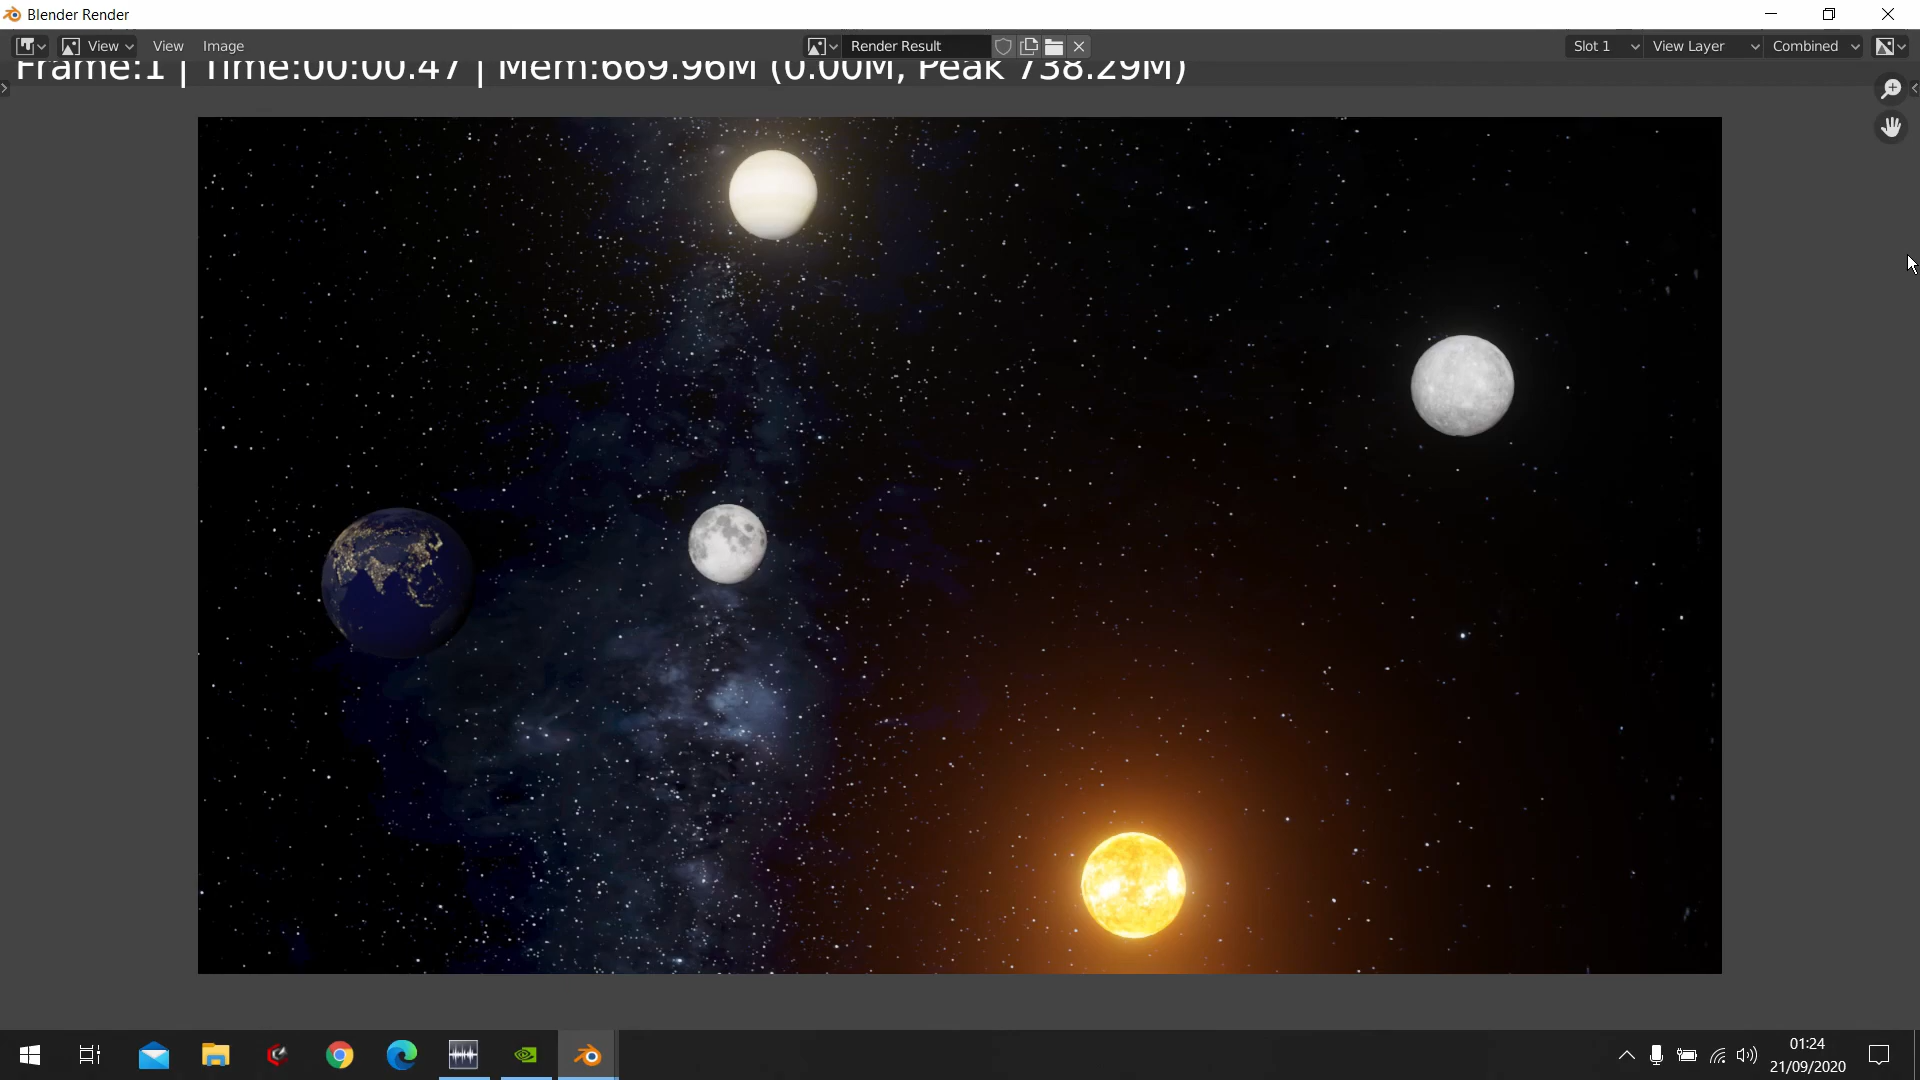 Blender Render
View View Image Render Result Slot 1 View Layer Combined
Frame:1 | Time:00:00.47 | Mem:669.96M (0.00M, Peak 738.29M)
01:24
21/09/2020